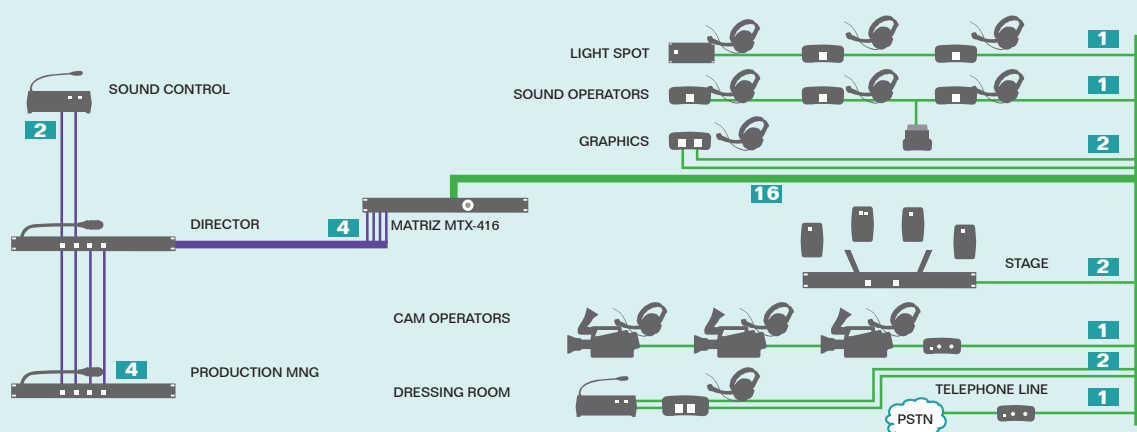 LIGHT SPOT
1
SOUND CONTROL
2
SOUND OPERATORS
1
GRAPHICS
2
16
DIRECTOR
4
MATRIZ MTX-416
STAGE
2
CAM OPERATORS
1
PRODUCTION MNG
4
2
DRESSING ROOM
TELEPHONE LINE
1
PSTN